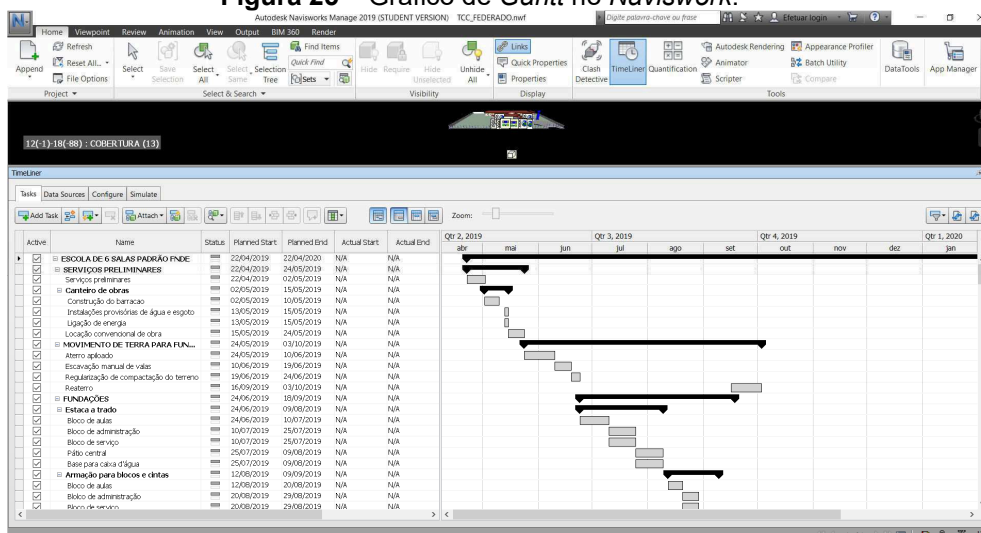 Figura 26 – Gráfico de Gantt no Naviswork.
Autodesk Navisworks Manage 2019 (STUDENT VERSION) TCC_FEDERADO.nwf
Digite palavra-chave ou frase
Efetuar login
Home Viewpoint Review Animation View Output BIM 360 Render
Append
Refresh
Reset All...
File Options
Project
Select
Save Selection
Select All
Select Same
Selection Tree
Find Items
Quick Find
Sets
Select & Search
Hide
Require
Hide Unselected
Unhide All
Visibility
Links
Quick Properties
Properties
Display
Clash Detective
TimeLiner
Quantification
Autodesk Rendering
Animator
Scripter
Appearance Profiler
Batch Utility
Compare
Tools
DataTools
App Manager
12(-1)-18(-88) : COBERTURA (13)
TimeLiner
Tasks Data Sources Configure Simulate
Add Task Attach Zoom:
Active Name Status Planned Start Planned End Actual Start Actual End
Qtr 2, 2019 Qtr 3, 2019 Qtr 4, 2019 Qtr 1, 2020
abr mai jun jul ago set out nov dez jan
ESCOLA DE 6 SALAS PADRÃO FNDE 22/04/2019 22/04/2020 N/A N/A
SERVIÇOS PRELIMINARES 22/04/2019 24/05/2019 N/A N/A
Serviços preliminares 22/04/2019 02/05/2019 N/A N/A
Canteiro de obras 02/05/2019 15/05/2019 N/A N/A
Construção do barracao 02/05/2019 10/05/2019 N/A N/A
Instalações provisórias de água e esgoto 13/05/2019 15/05/2019 N/A N/A
Ligação de energia 13/05/2019 15/05/2019 N/A N/A
Locação convencional de obra 15/05/2019 24/05/2019 N/A N/A
MOVIMENTO DE TERRA PARA FUN... 24/05/2019 03/10/2019 N/A N/A
Aterro apiloado 24/05/2019 10/06/2019 N/A N/A
Escavação manual de valas 10/06/2019 19/06/2019 N/A N/A
Regularização de compactação do terreno 19/06/2019 24/06/2019 N/A N/A
Reaterro 16/09/2019 03/10/2019 N/A N/A
FUNDAÇÕES 24/06/2019 18/09/2019 N/A N/A
Estaca a trado 24/06/2019 09/08/2019 N/A N/A
Bloco de aulas 24/06/2019 10/07/2019 N/A N/A
Bloco de administração 10/07/2019 25/07/2019 N/A N/A
Bloco de serviço 10/07/2019 25/07/2019 N/A N/A
Pátio central 25/07/2019 09/08/2019 N/A N/A
Base para caixa d'água 25/07/2019 09/08/2019 N/A N/A
Armação para blocos e cintas 12/08/2019 09/09/2019 N/A N/A
Bloco de aulas 12/08/2019 20/08/2019 N/A N/A
Bloloc de administração 20/08/2019 29/08/2019 N/A N/A
Bloco de serviço 20/08/2019 29/08/2019 N/A N/A